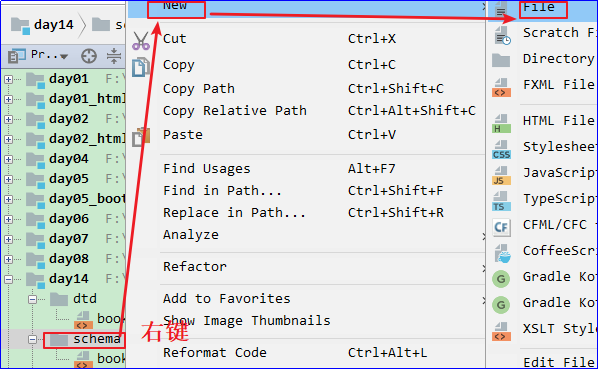 day14
sc
Pr..
day01 F:\
day01_html
day02 F:
day02_html
day04 F:
day05 F:\
day05_boot
day06 F:\
day07 F:\
day08 F:\
day14 F:\
dtd
book
schema
book
右键
New
Cut Ctrl+X
Copy Ctrl+C
Copy Path Ctrl+Shift+C
Copy Relative Path Ctrl+Alt+Shift+C
Paste Ctrl+V
Find Usages Alt+F7
Find in Path... Ctrl+Shift+F
Replace in Path... Ctrl+Shift+R
Analyze
Refactor
Add to Favorites
Show Image Thumbnails
Reformat Code Ctrl+Alt+L
File
Scratch Fi
Directory
FXML File
HTML File
Stylesheet
JavaScript
TypeScript
CFML/CFC
CoffeeScri
Gradle Kot
Gradle Kot
XSLT Style
Edit File